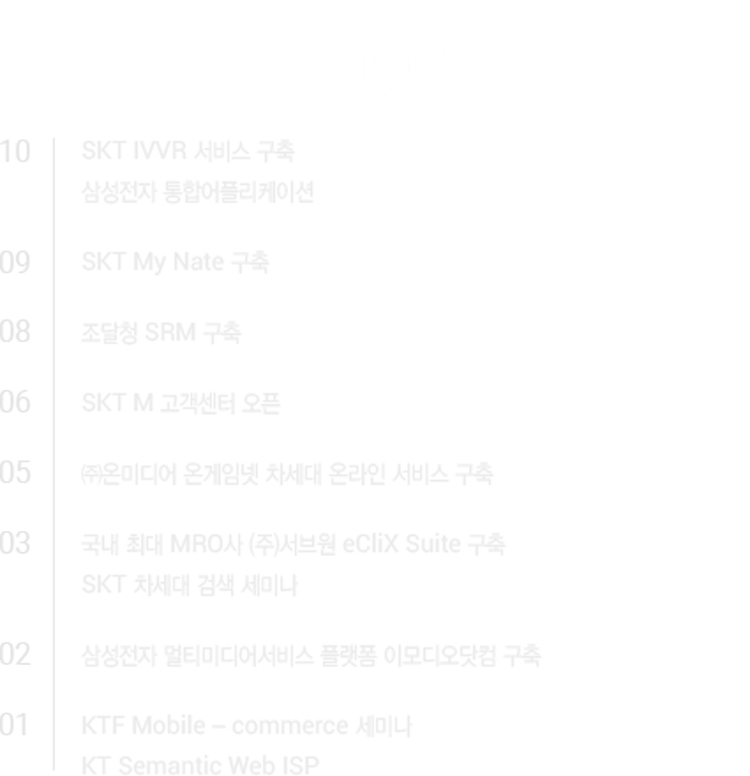 10 SKT IVVR 서비스 구축
삼성전자 통합어플리케이션
09 SKT My Nate 구축
08 조달청 SRM 구축
06 SKT M 고객센터 오픈
05 ㈜온미디어 온게임넷 차세대 온라인 서비스 구축
03 국내 최대 MRO사 (주)서브원 eCliX Suite 구축
SKT 차세대 검색 세미나
02 삼성전자 멀티미디어서비스 플랫폼 이모디오닷컴 구축
01 KTF Mobile – commerce 세미나
KT Semantic Web ISP